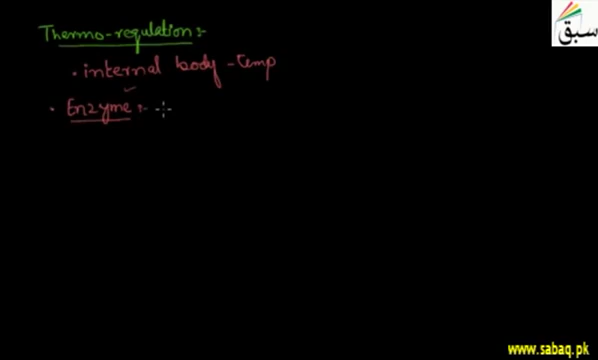 Thermo-regulation :-
سبق
• internal body - temp
• Enzyme :-
www.sabaq.pk